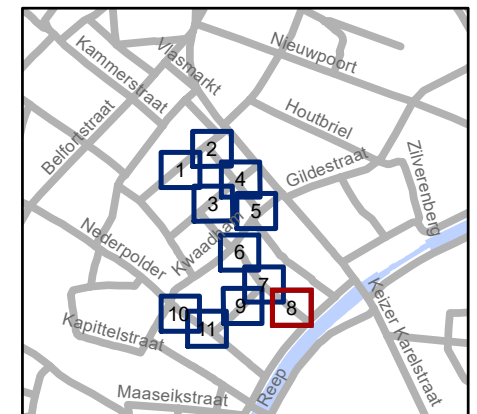 Nieuwpoort
Vlasmarkt
Kammerstraat
Houtbriel
Belfortstraat
Zilverenberg
2
1
4
Gildestraat
3
5
Kwaadham
Nederpolder
6
7
Keizer Karelstraat
9
8
10
11
Kapittelstraat
Reep
Maaseikstraat